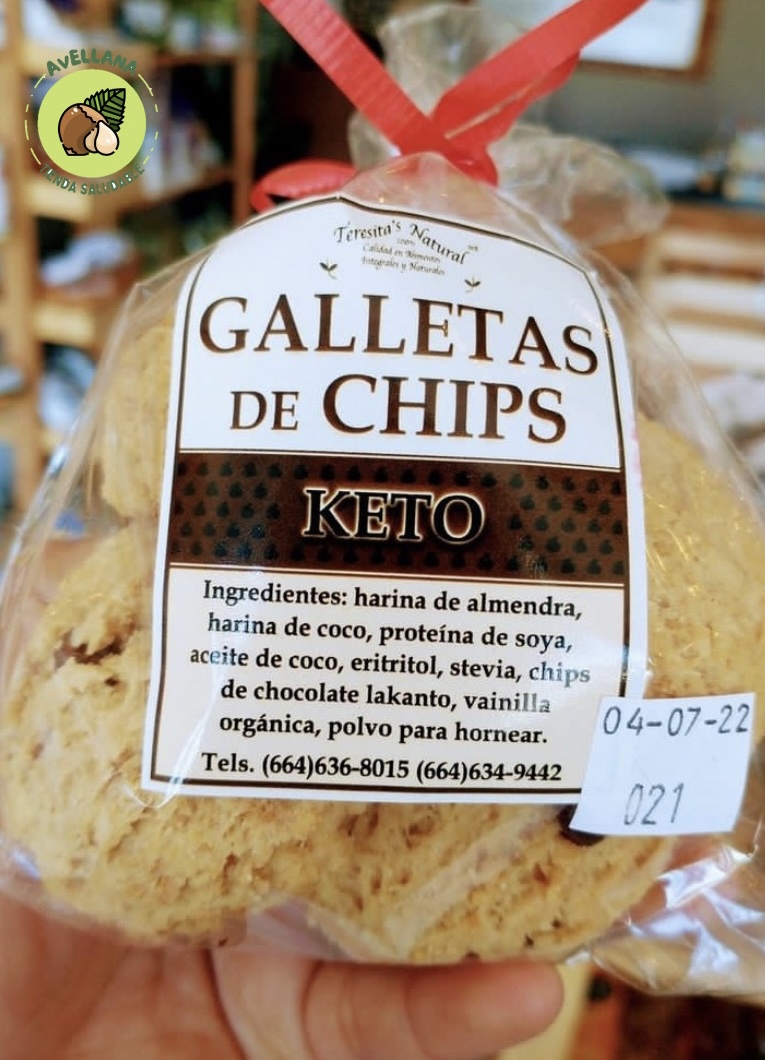 AVELLANA
TIENDA SALUDABLE
Teresita's Natural
100%
Calidad en Alimentos
Integrales y Naturales
GALLETAS
DE CHIPS
KETO
Ingredientes: harina de almendra,
harina de coco, proteína de soya,
aceite de coco, eritritol, stevia, chips
de chocolate lakanto, vainilla
orgánica, polvo para hornear.
Tels. (664)636-8015 (664)634-9442
04-07-22
021